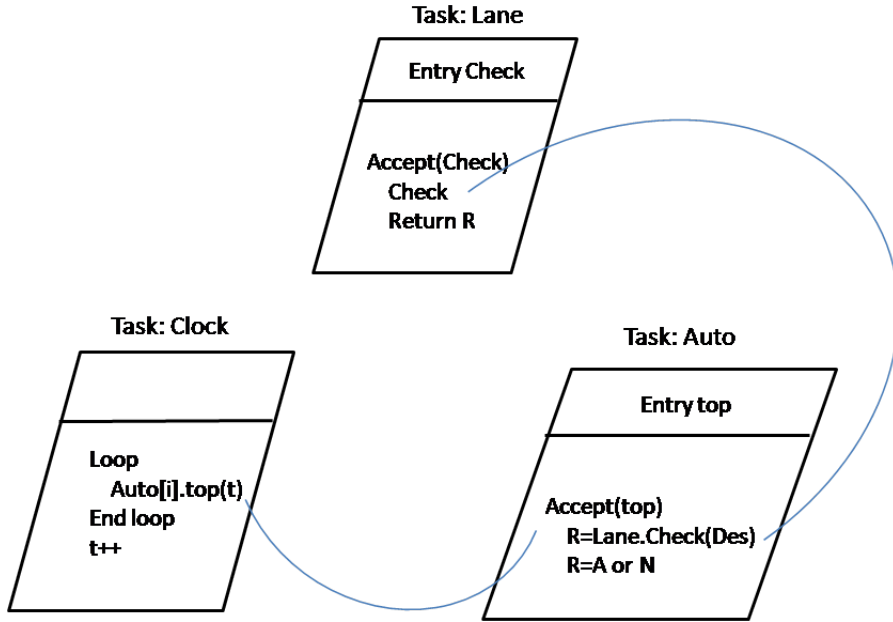 Task: Lane
Entry Check
Accept(Check)
Check
Return R
Task: Clock
Loop
Auto[i].top(t)
End loop
t++
Task: Auto
Entry top
Accept(top)
R=Lane.Check(Des)
R=A or N